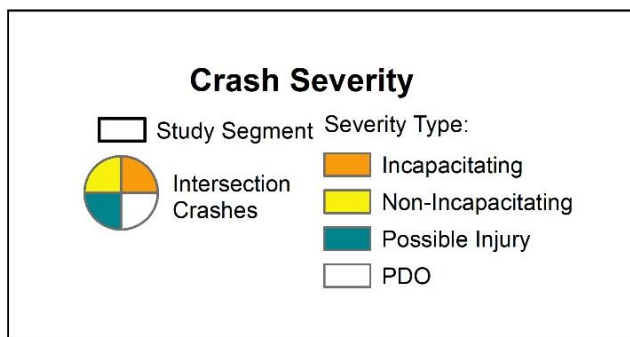 Crash Severity
Study Segment
Intersection
Crashes
Severity Type:
Incapacitating
Non-Incapacitating
Possible Injury
PDO